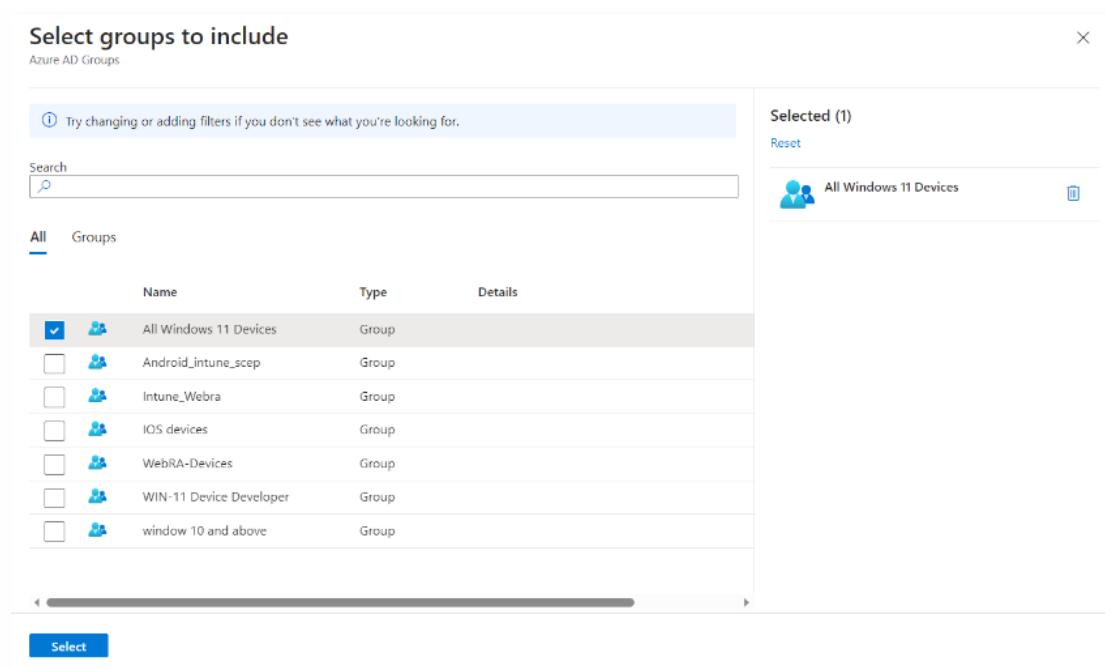 Select groups to include
Azure AD Groups
Try changing or adding filters if you don't see what you're looking for.
Search
All Groups
Name Type Details
All Windows 11 Devices Group
Android_intune_scep Group
Intune_Webra Group
IOS devices Group
WebRA-Devices Group
WIN-11 Device Developer Group
window 10 and above Group
Selected (1)
Reset
All Windows 11 Devices
Select